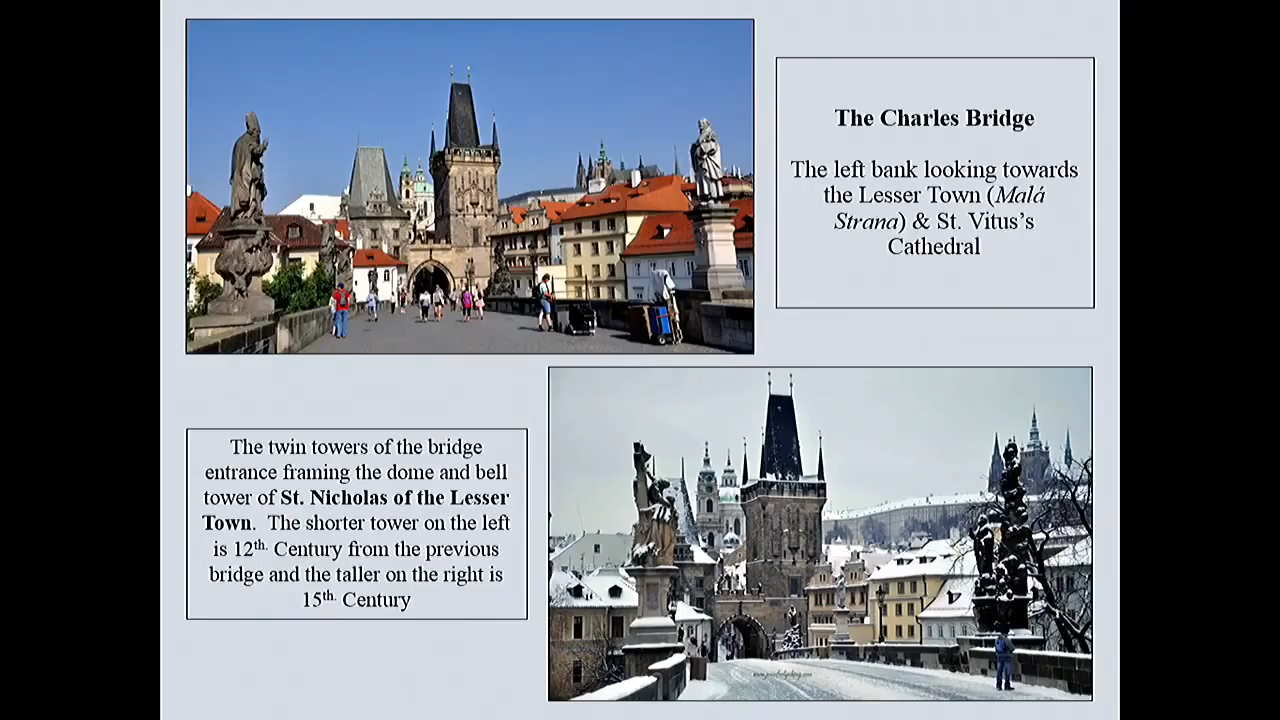 The Charles Bridge
The left bank looking towards
the Lesser Town (Malá
Strana) & St. Vitus’s
Cathedral
The twin towers of the bridge
entrance framing the dome and bell
tower of St. Nicholas of the Lesser
Town.  The shorter tower on the left
is 12th. Century from the previous
bridge and the taller on the right is
15th. Century